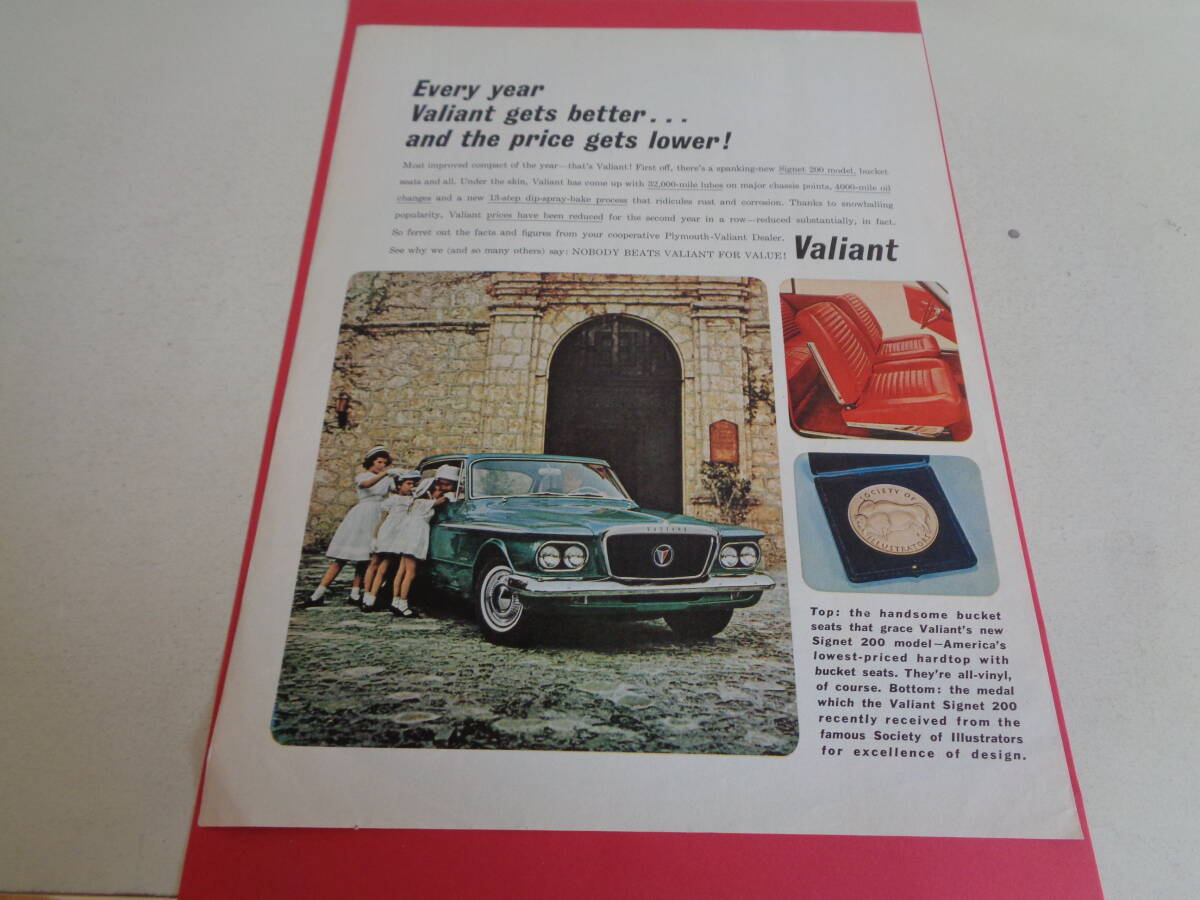 Every year
Valiant gets better...
and the price gets lower!
Most improved compact of the year—that's Valiant! First off, there's a spanking-new Signet 200 model, bucket
seats and all. Under the skin, Valiant has come up with 32,000-mile lubes on major chassis points, 4000-mile oil
changes and a new 13-step dip-spray-bake process that ridicules rust and corrosion. Thanks to snowballing
popularity, Valiant prices have been reduced for the second year in a row—reduced substantially, in fact.
So ferret out the facts and figures from your cooperative Plymouth-Valiant Dealer.
See why we (and so many others) say: NOBODY BEATS VALIANT FOR VALUE!
Valiant
VALIANT
SOCIETY OF
ILLUSTRATORS
Top: the handsome bucket
seats that grace Valiant's new
Signet 200 model—America's
lowest-priced hardtop with
bucket seats. They're all-vinyl,
of course. Bottom: the medal
which the Valiant Signet 200
recently received from the
famous Society of Illustrators
for excellence of design.